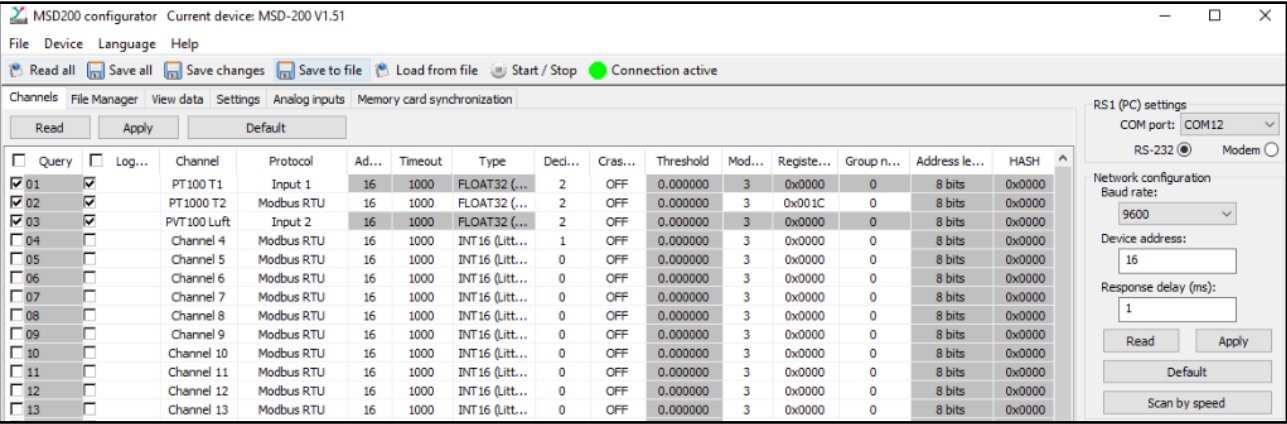 MSD200 configurator Current device: MSD-200 V1.51
File Device Language Help
Read all Save all Save changes Save to file Load from file Start / Stop Connection active
Channels File Manager View data Settings Analog inputs Memory card synchronization
Read Apply Default
Query Log... Channel Protocol Ad... Timeout Type Deci... Cras... Threshold Mod... Registe... Group n... Address le... HASH
01 PT100 T1 Input 1 16 1000 FLOAT32 (... 2 OFF 0.000000 3 0x0000 0 8 bits 0x0000
02 PT1000 T2 Modbus RTU 16 1000 FLOAT32 (... 2 OFF 0.000000 3 0x001C 0 8 bits 0x0000
03 PVT100 Luft Input 2 16 1000 FLOAT32 (... 2 OFF 0.000000 3 0x0000 0 8 bits 0x0000
04 Channel 4 Modbus RTU 16 1000 INT16 (Litt... 1 OFF 0.000000 3 0x0000 0 8 bits 0x0000
05 Channel 5 Modbus RTU 16 1000 INT16 (Litt... 0 OFF 0.000000 3 0x0000 0 8 bits 0x0000
06 Channel 6 Modbus RTU 16 1000 INT16 (Litt... 0 OFF 0.000000 3 0x0000 0 8 bits 0x0000
07 Channel 7 Modbus RTU 16 1000 INT16 (Litt... 0 OFF 0.000000 3 0x0000 0 8 bits 0x0000
08 Channel 8 Modbus RTU 16 1000 INT16 (Litt... 0 OFF 0.000000 3 0x0000 0 8 bits 0x0000
09 Channel 9 Modbus RTU 16 1000 INT16 (Litt... 0 OFF 0.000000 3 0x0000 0 8 bits 0x0000
10 Channel 10 Modbus RTU 16 1000 INT16 (Litt... 0 OFF 0.000000 3 0x0000 0 8 bits 0x0000
11 Channel 11 Modbus RTU 16 1000 INT16 (Litt... 0 OFF 0.000000 3 0x0000 0 8 bits 0x0000
12 Channel 12 Modbus RTU 16 1000 INT16 (Litt... 0 OFF 0.000000 3 0x0000 0 8 bits 0x0000
13 Channel 13 Modbus RTU 16 1000 INT16 (Litt... 0 OFF 0.000000 3 0x0000 0 8 bits 0x0000
RS1 (PC) settings
COM port: COM12
RS-232 Modem
Network configuration
Baud rate:
9600
Device address:
16
Response delay (ms):
1
Read Apply
Default
Scan by speed